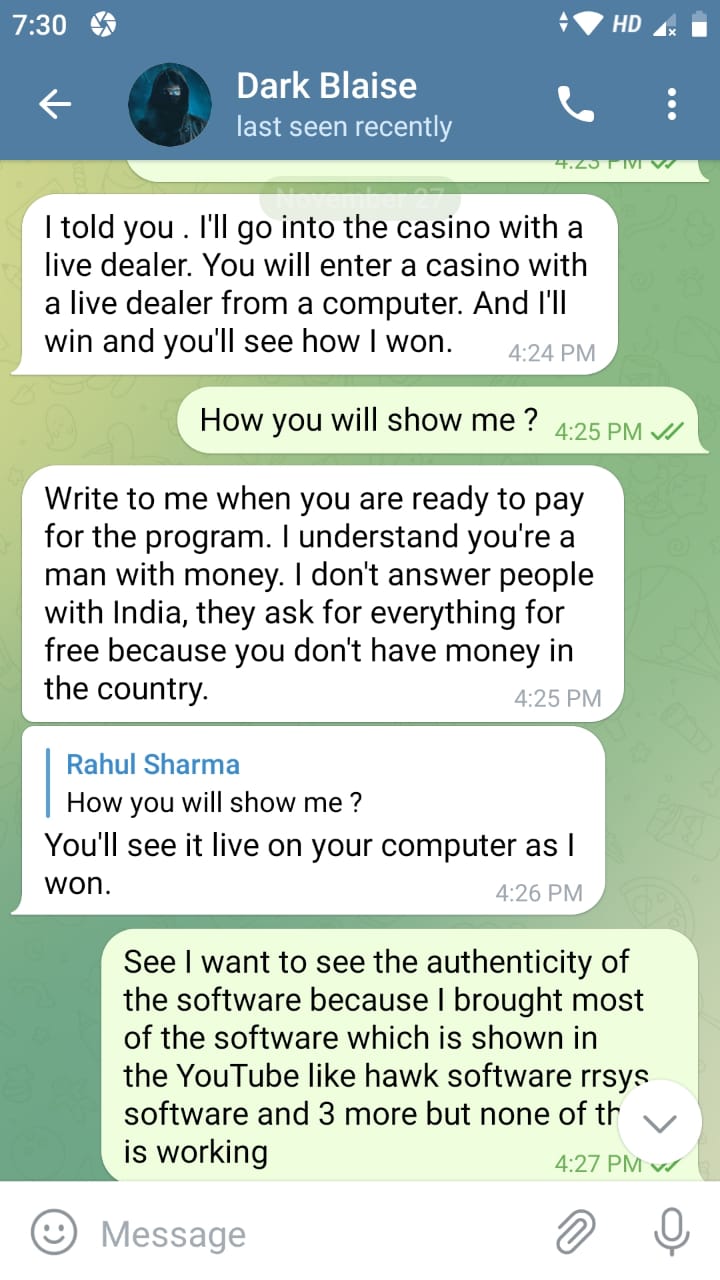 7:30
HD
Dark Blaise
last seen recently
4:23 PM
November 27
I told you . I'll go into the casino with a
live dealer. You will enter a casino with
a live dealer from a computer. And I'll
win and you'll see how I won.
4:24 PM
How you will show me ?
4:25 PM
Write to me when you are ready to pay
for the program. I understand you're a
man with money. I don't answer people
with India, they ask for everything for
free because you don't have money in
the country.
4:25 PM
Rahul Sharma
How you will show me ?
You'll see it live on your computer as I
won.
4:26 PM
See I want to see the authenticity of
the software because I brought most
of the software which is shown in
the YouTube like hawk software rrsys
software and 3 more but none of
is working
4:27 PM
Message